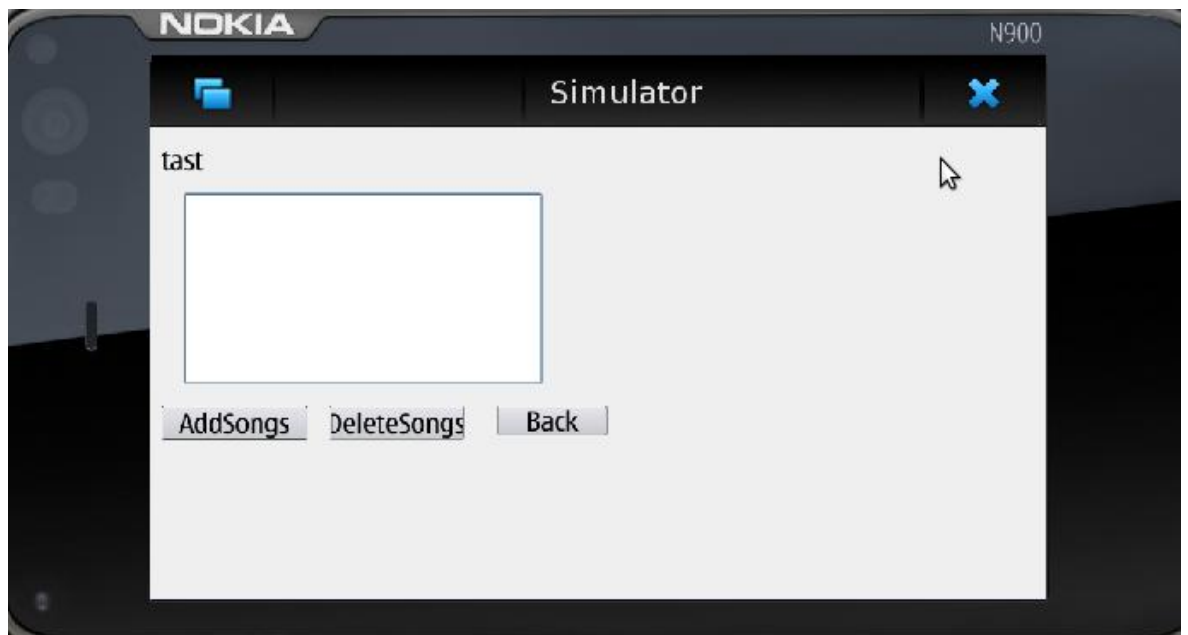 NOKIA
N900
Simulator
tast
AddSongs DeleteSongs Back